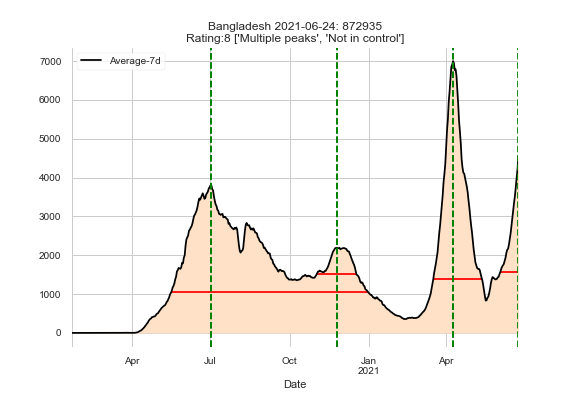 Bangladesh 2021-06-24: 872935
Rating:8 ['Multiple peaks', 'Not in control']
Average-7d
7000
6000
5000
4000
3000
2000
1000
0
Apr
Jul
Oct
Jan
2021
Apr
Date